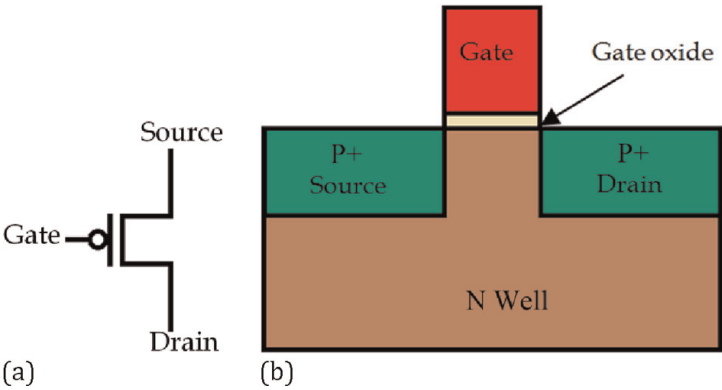 Source
Gate
Drain
(a)
Gate
Gate oxide
P+
Source
P+
Drain
N Well
(b)